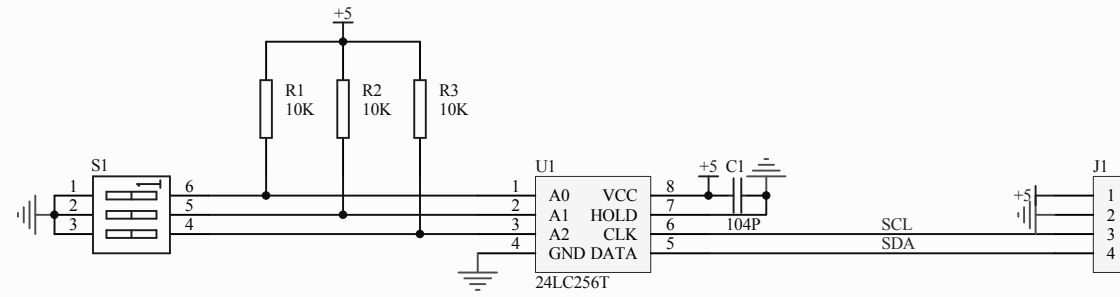 +5
R1
10K
R2
10K
R3
10K
S1
1
2
3
6
5
4
U1
1
2
3
4
A0
A1
A2
GND
VCC
HOLD
CLK
DATA
8
7
6
5
24LC256T
+5
C1
104P
SCL
SDA
J1
+5
1
2
3
4